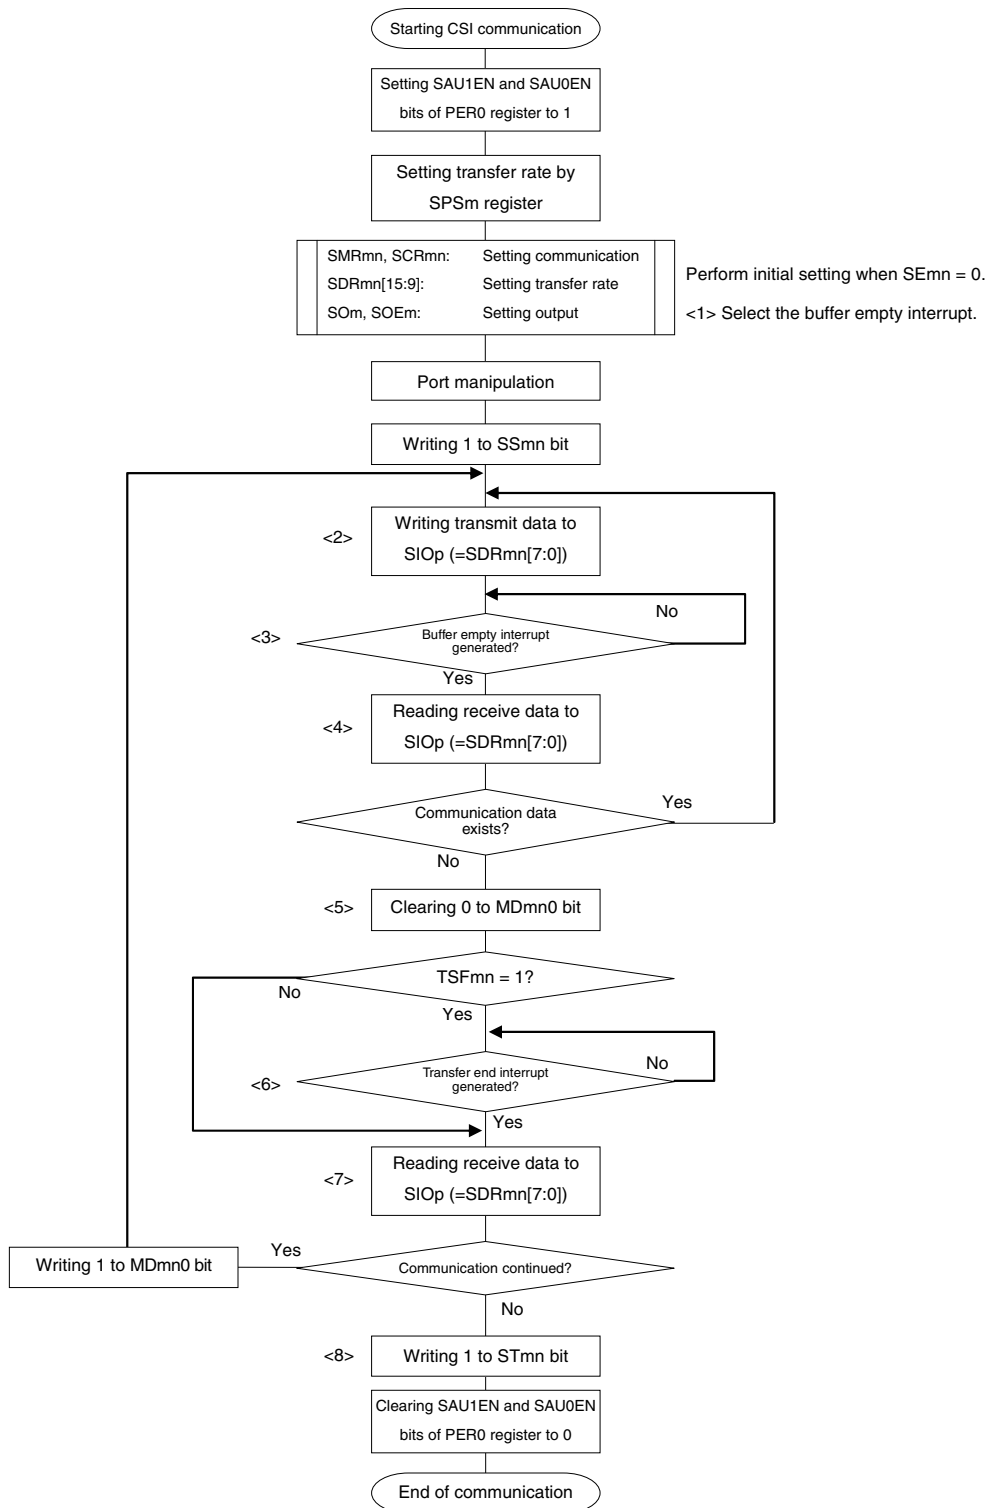 Starting CSI communication
Setting SAU1EN and SAU0EN
bits of PER0 register to 1
Setting transfer rate by
SPSm register
SMRmn, SCRmn: Setting communication
SDRmn[15:9]: Setting transfer rate
SOm, SOEm: Setting output
Perform initial setting when SEmn = 0.
<1> Select the buffer empty interrupt.
Port manipulation
Writing 1 to SSmn bit
<2>
Writing transmit data to
SIOp (=SDRmn[7:0])
No
<3>
Buffer empty interrupt
generated?
Yes
<4>
Reading receive data to
SIOp (=SDRmn[7:0])
Communication data
exists?
Yes
No
<5>
Clearing 0 to MDmn0 bit
TSFmn = 1?
No
Yes
<6>
Transfer end interrupt
generated?
No
Yes
<7>
Reading receive data to
SIOp (=SDRmn[7:0])
Writing 1 to MDmn0 bit
Yes
Communication continued?
No
<8>
Writing 1 to STmn bit
Clearing SAU1EN and SAU0EN
bits of PER0 register to 0
End of communication